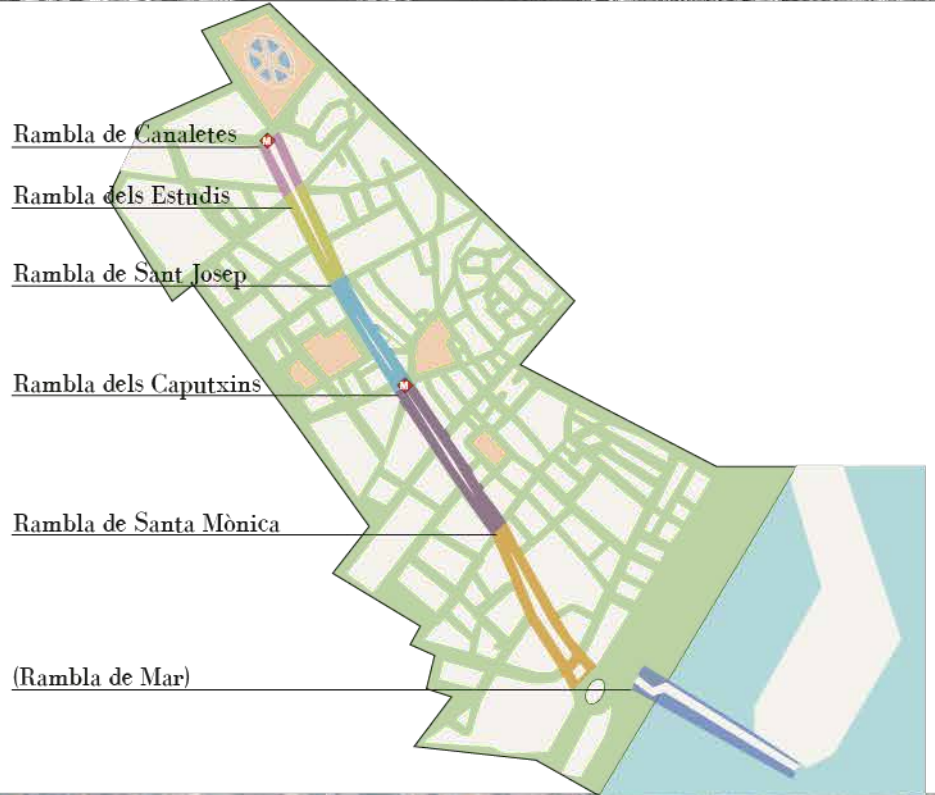 Rambla de Canaletes
M
Rambla dels Estudis
Rambla de Sant Josep
Rambla dels Caputxins
M
Rambla de Santa Mònica
(Rambla de Mar)